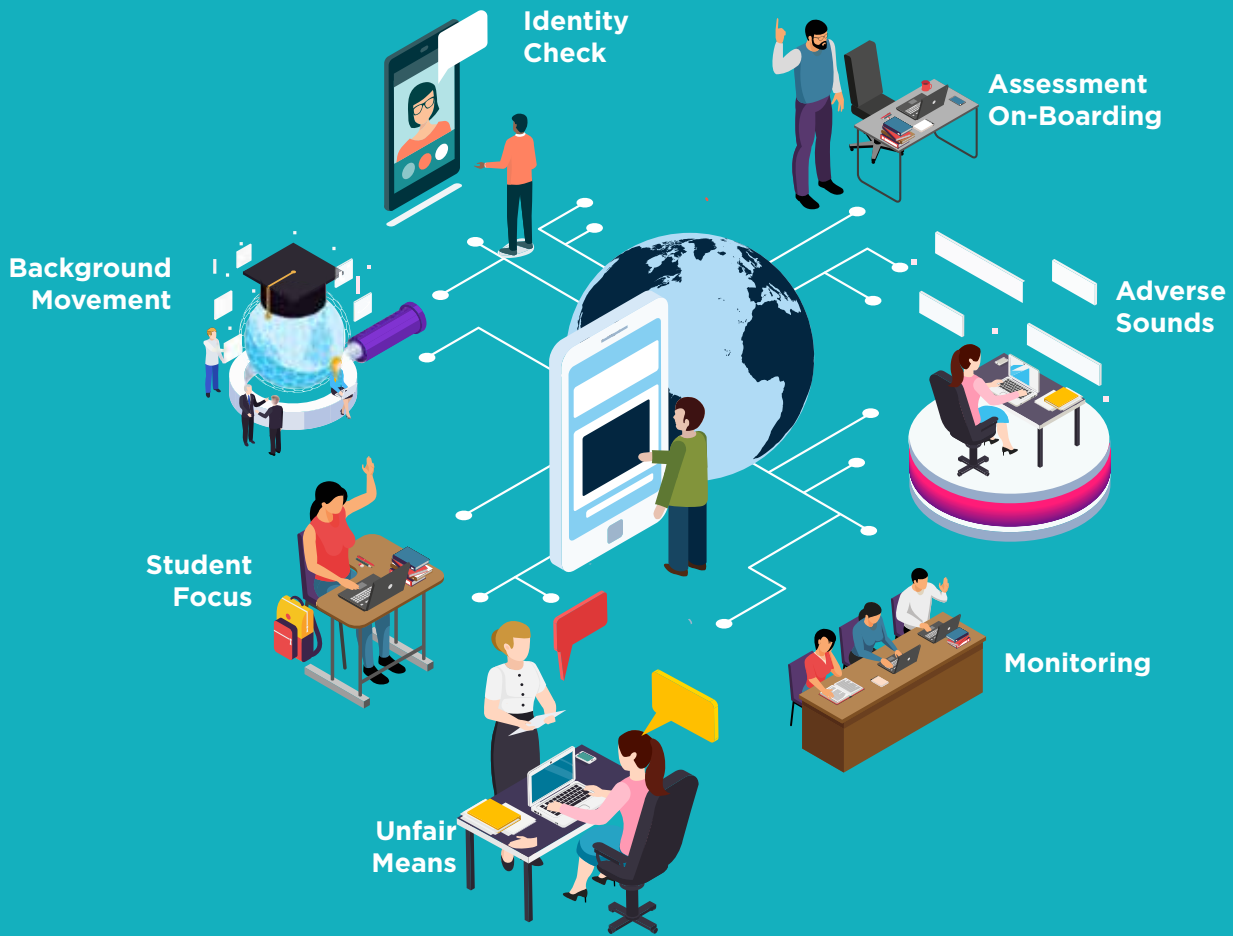 Identity
Check
Assessment
On-Boarding
Background
Movement
Adverse
Sounds
Student
Focus
Monitoring
Unfair
Means